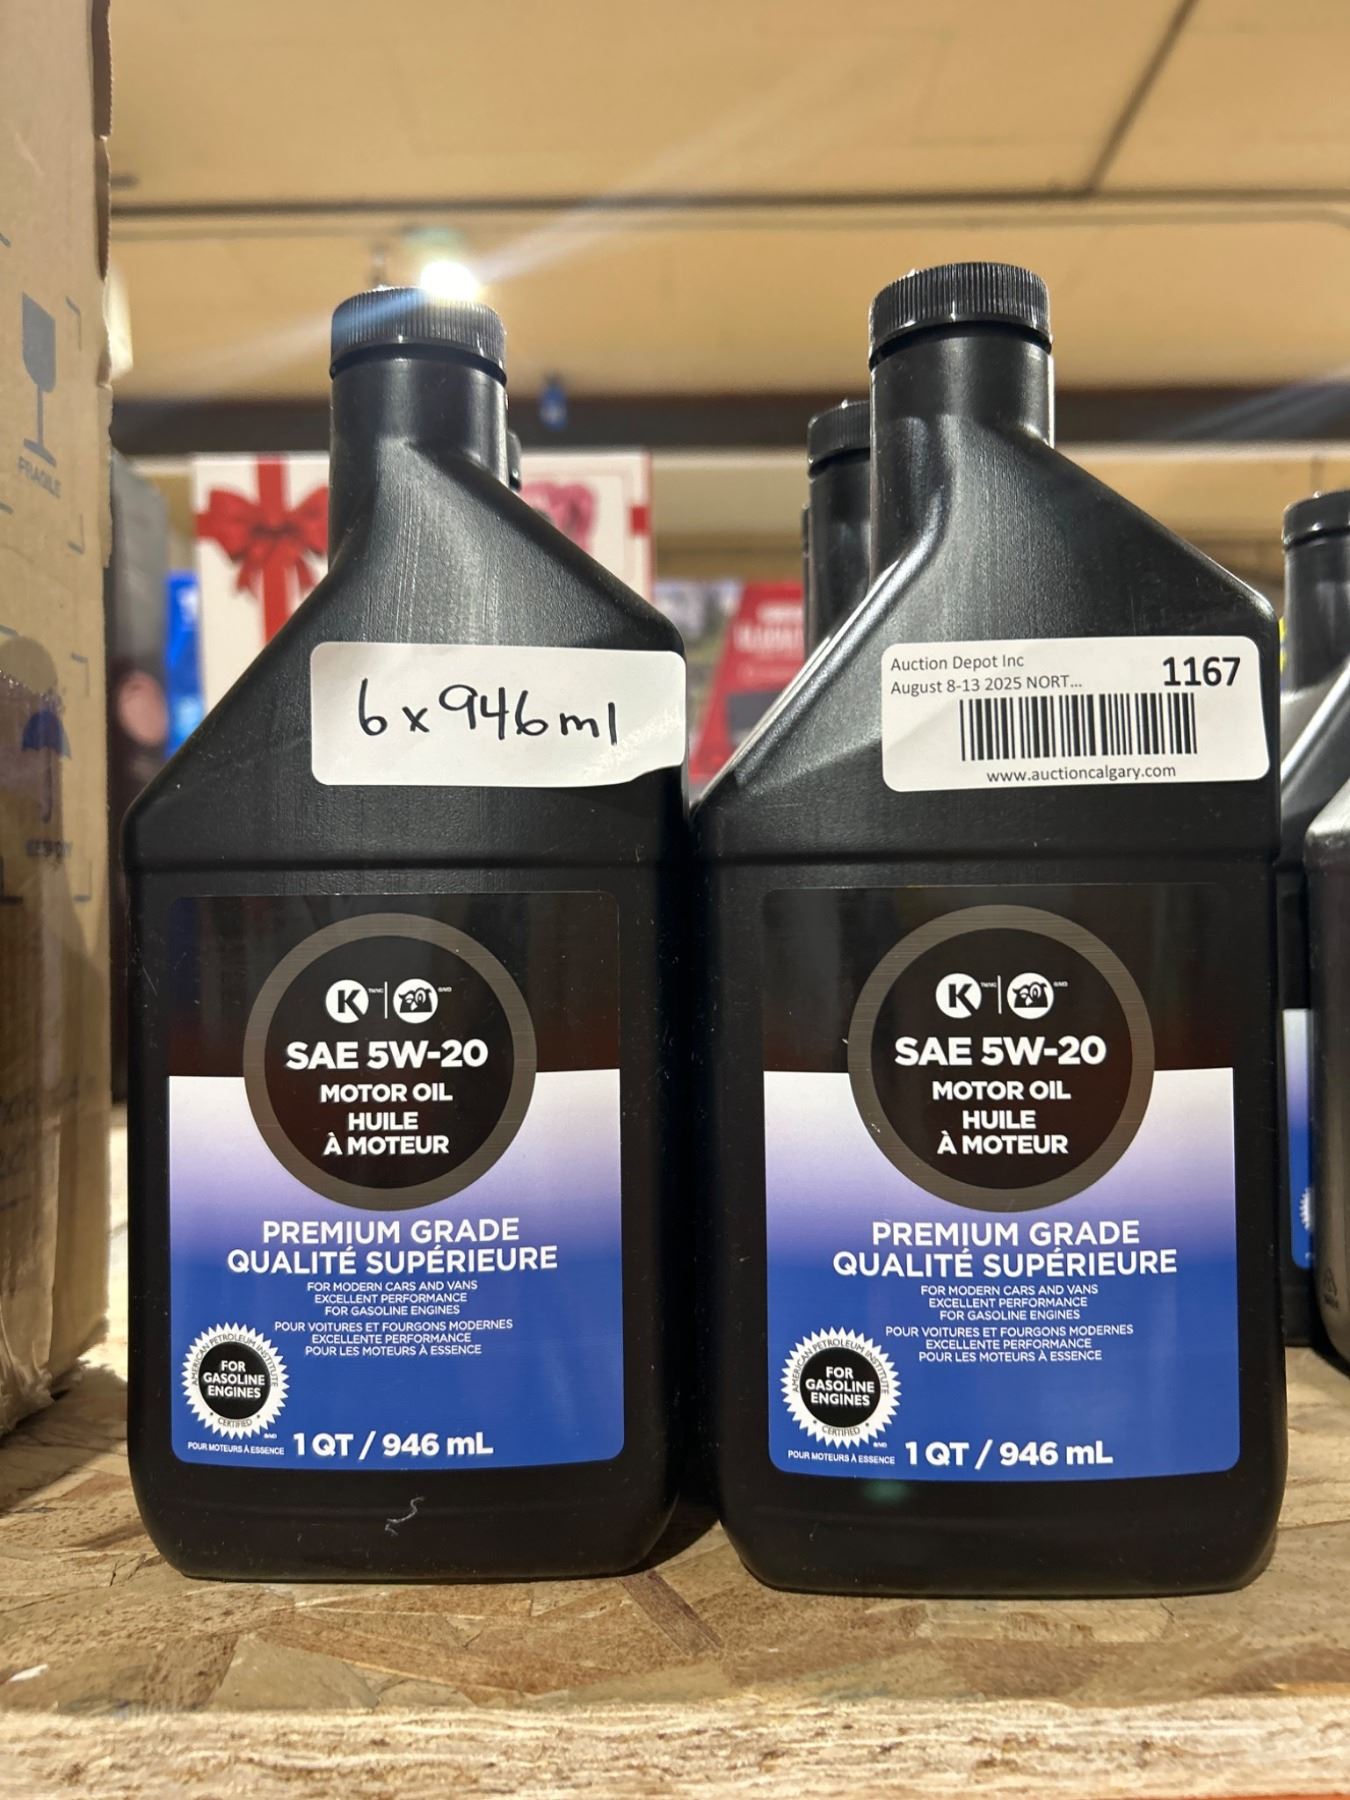 FRAGILE
6 x 946 ml
Auction Depot Inc
August 8-13 2025 NORT...
1167
www.auctioncalgary.com
K
SAE 5W-20
MOTOR OIL
HUILE
À MOTEUR
PREMIUM GRADE
QUALITÉ SUPÉRIEURE
FOR MODERN CARS AND VANS
EXCELLENT PERFORMANCE
FOR GASOLINE ENGINES
POUR VOITURES ET FOURGONS MODERNES
EXCELLENTE PERFORMANCE
POUR LES MOTEURS À ESSENCE
AMERICAN PETROLEUM INSTITUTE
FOR
GASOLINE
ENGINES
CERTIFIED
POUR MOTEURS À ESSENCE
1 QT / 946 mL
K
SAE 5W-20
MOTOR OIL
HUILE
À MOTEUR
PREMIUM GRADE
QUALITÉ SUPÉRIEURE
FOR MODERN CARS AND VANS
EXCELLENT PERFORMANCE
FOR GASOLINE ENGINES
POUR VOITURES ET FOURGONS MODERNES
EXCELLENTE PERFORMANCE
POUR LES MOTEURS À ESSENCE
AMERICAN PETROLEUM INSTITUTE
FOR
GASOLINE
ENGINES
CERTIFIED
POUR MOTEURS À ESSENCE
1 QT / 946 mL